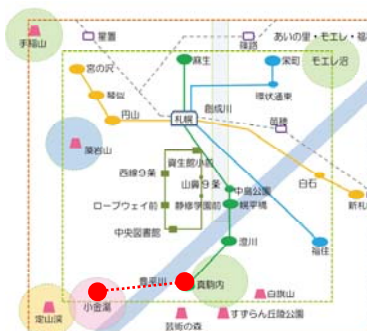 手稲山
星置
篠路
あいの里・モエレ・福
宮の沢
麻生
栄町
モエレ沼
琴似
環状通東
円山
創成川
札幌
苗穂
藻岩山
資生館小前
西線９条
山鼻９条
白石
中島公園
新札
ロープウェイ前
静修学園前
幌平橋
中央図書館
澄川
福住
豊平川
真駒内
小金湯
白旗山
定山渓
すずらん丘陵公園
芸術の森